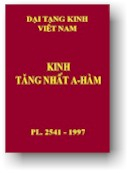 ĐẠI TẠNG KINH
VIỆT NAM
KINH
TĂNG NHẤT A-HÀM
PL. 2541 - 1997